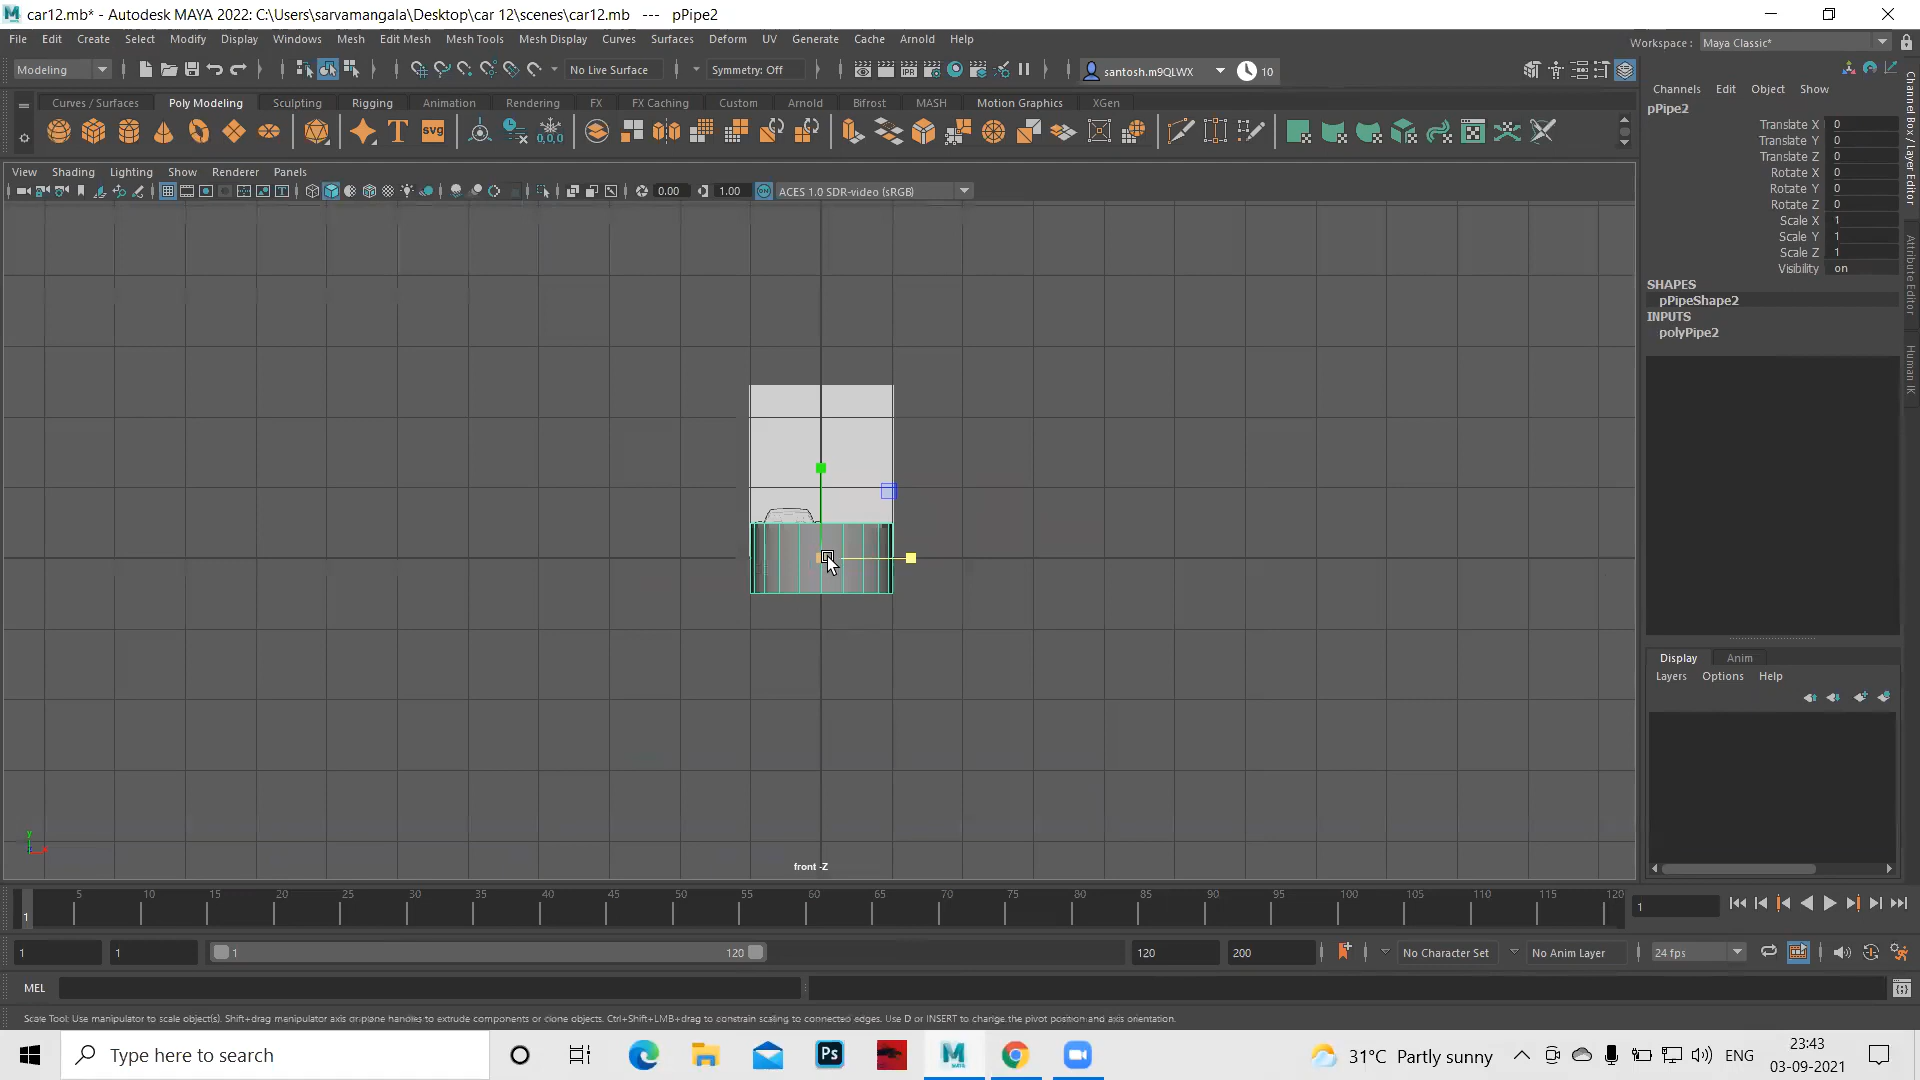 car12.mb* - Autodesk MAYA 2022: C:\Users\sarvamangala\Desktop\car 12\scenes\car12.mb --- pPipe2
File Edit Create Select Modify Display Windows Mesh Edit Mesh Mesh Tools Mesh Display Curves Surfaces Deform UV Generate Cache Arnold Help
Workspace : Maya Classic*
Modeling No Live Surface Symmetry: Off santosh.m9QLWX 10
Curves / Surfaces Poly Modeling Sculpting Rigging Animation Rendering FX FX Caching Custom Arnold Bifrost MASH Motion Graphics XGen
View Shading Lighting Show Renderer Panels
0.00 1.00 ACES 1.0 SDR-video (sRGB)
Channels Edit Object Show
pPipe2
Translate X 0
Translate Y 0
Translate Z 0
Rotate X 0
Rotate Y 0
Rotate Z 0
Scale X 1
Scale Y 1
Scale Z 1
Visibility on
SHAPES
pPipeShape2
INPUTS
polyPipe2
Channel Box / Layer Editor
Attribute Editor
Human IK
Display Anim
Layers Options Help
front -Z
5 10 15 20 25 30 35 40 45 50 55 60 65 70 75 80 85 90 95 100 105 110 115 120
1 1
1 1 1 120 120 200 No Character Set No Anim Layer 24 fps
MEL
Scale Tool: Use manipulator to scale object(s). Shift+drag manipulator axis or plane handles to extrude components or clone objects. Ctrl+Shift+LMB+drag to constrain scaling to connected edges. Use D or INSERT to change the pivot position and axis orientation.
Type here to search
Ps
MAYA
31°C Partly sunny
ENG
23:43
03-09-2021